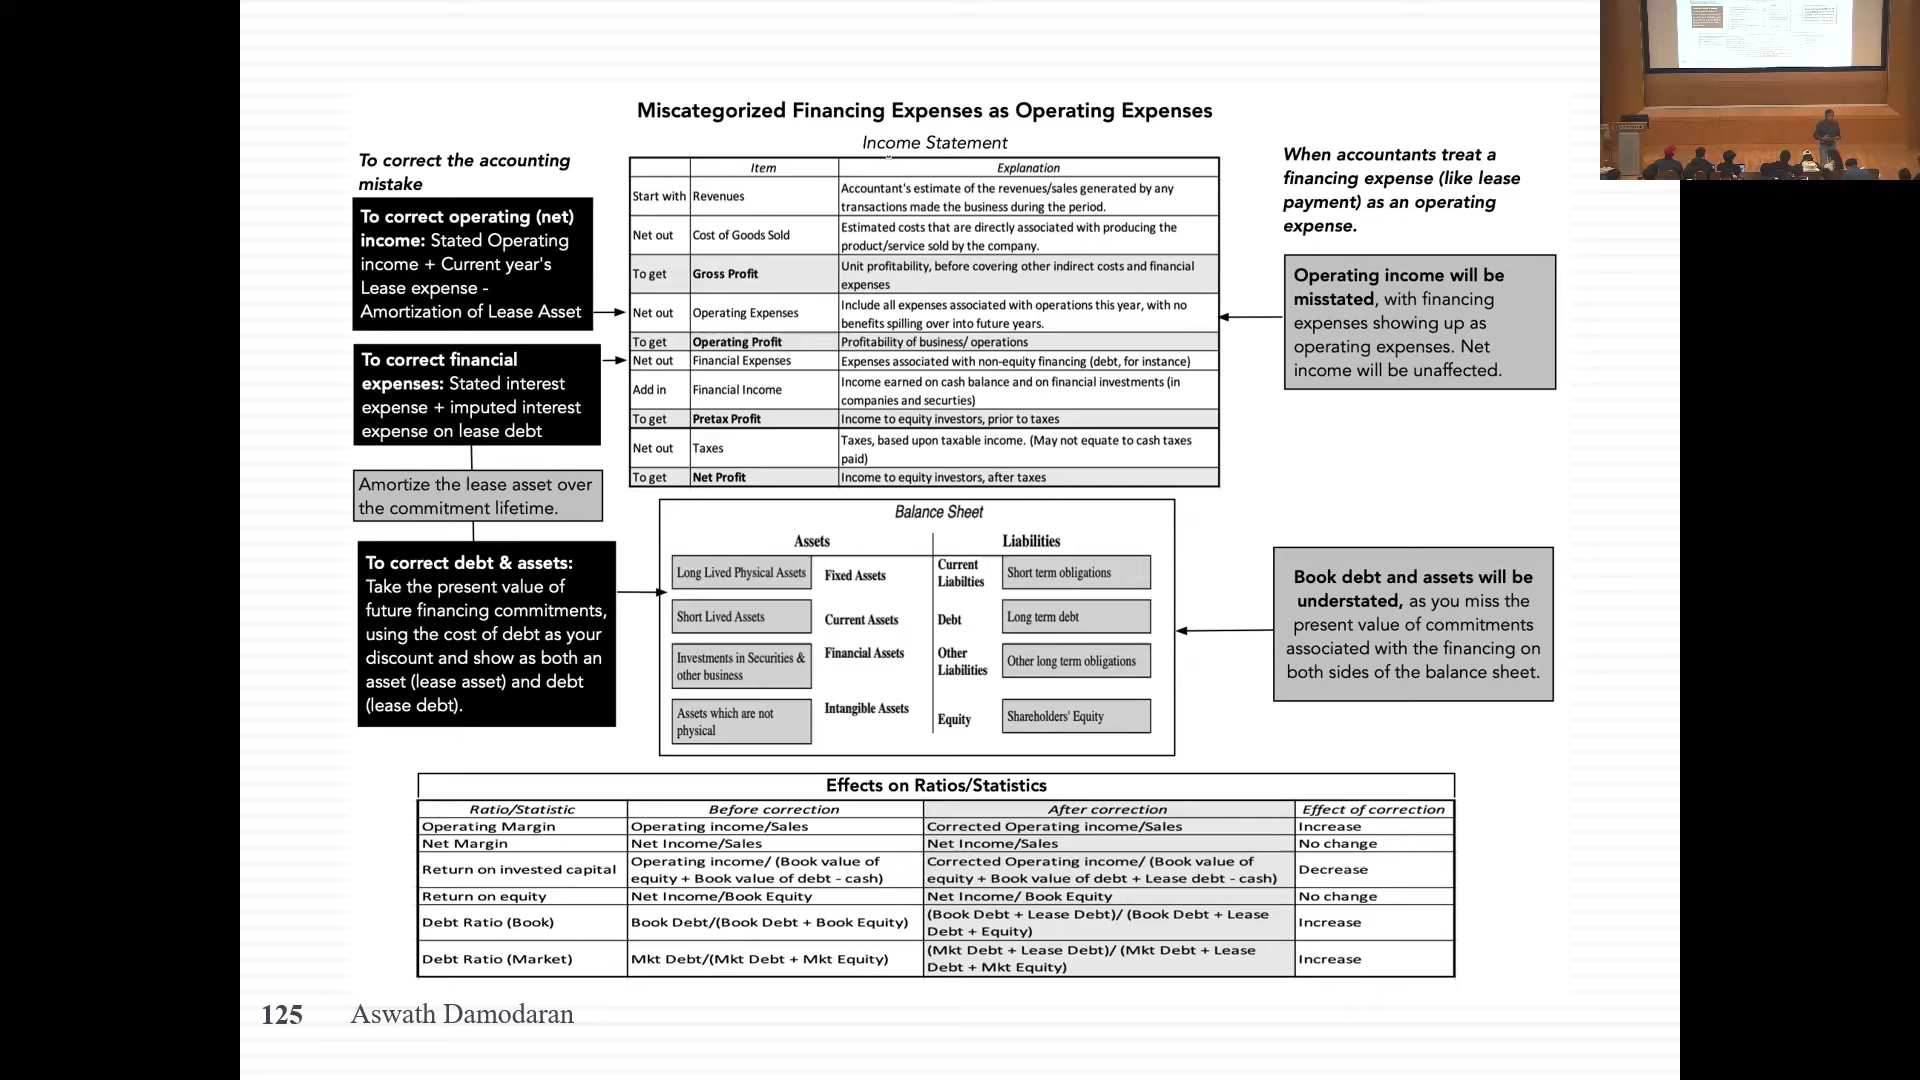 Miscategorized Financing Expenses as Operating Expenses
Income Statement
To correct the accounting
mistake
To correct operating (net)
income: Stated Operating
income + Current year's
Lease expense -
Amortization of Lease Asset
To correct financial
expenses: Stated interest
expense + imputed interest
expense on lease debt
Amortize the lease asset over
the commitment lifetime.
To correct debt & assets:
Take the present value of
future financing commitments,
using the cost of debt as your
discount and show as both an
asset (lease asset) and debt
(lease debt).
Item Explanation
Start with Revenues Accountant's estimate of the revenues/sales generated by any
transactions made the business during the period.
Net out Cost of Goods Sold Estimated costs that are directly associated with producing the
product/service sold by the company.
To get Gross Profit Unit profitability, before covering other indirect costs and financial
expenses
Net out Operating Expenses Include all expenses associated with operations this year, with no
benefits spilling over into future years.
To get Operating Profit Profitability of business/ operations
Net out Financial Expenses Expenses associated with non-equity financing (debt, for instance)
Add in Financial Income Income earned on cash balance and on financial investments (in
companies and securties)
To get Pretax Profit Income to equity investors, prior to taxes
Net out Taxes Taxes, based upon taxable income. (May not equate to cash taxes
paid)
To get Net Profit Income to equity investors, after taxes
When accountants treat a
financing expense (like lease
payment) as an operating
expense.
Operating income will be
misstated, with financing
expenses showing up as
operating expenses. Net
income will be unaffected.
Balance Sheet
Assets Liabilities
Long Lived Physical Assets Fixed Assets Current
Liabilties Short term obligations
Short Lived Assets Current Assets Debt Long term debt
Investments in Securities &
other business Financial Assets Other
Liabilities Other long term obligations
Assets which are not
physical Intangible Assets Equity Shareholders' Equity
Book debt and assets will be
understated, as you miss the
present value of commitments
associated with the financing on
both sides of the balance sheet.
Effects on Ratios/Statistics
Ratio/Statistic Before correction After correction Effect of correction
Operating Margin Operating income/Sales Corrected Operating income/Sales Increase
Net Margin Net Income/Sales Net Income/Sales No change
Return on invested capital Operating income/ (Book value of
equity + Book value of debt - cash) Corrected Operating income/ (Book value of
equity + Book value of debt + Lease debt - cash) Decrease
Return on equity Net Income/Book Equity Net Income/ Book Equity No change
Debt Ratio (Book) Book Debt/(Book Debt + Book Equity) (Book Debt + Lease Debt)/ (Book Debt + Lease
Debt + Equity) Increase
Debt Ratio (Market) Mkt Debt/(Mkt Debt + Mkt Equity) (Mkt Debt + Lease Debt)/ (Mkt Debt + Lease
Debt + Mkt Equity) Increase
125 Aswath Damodaran